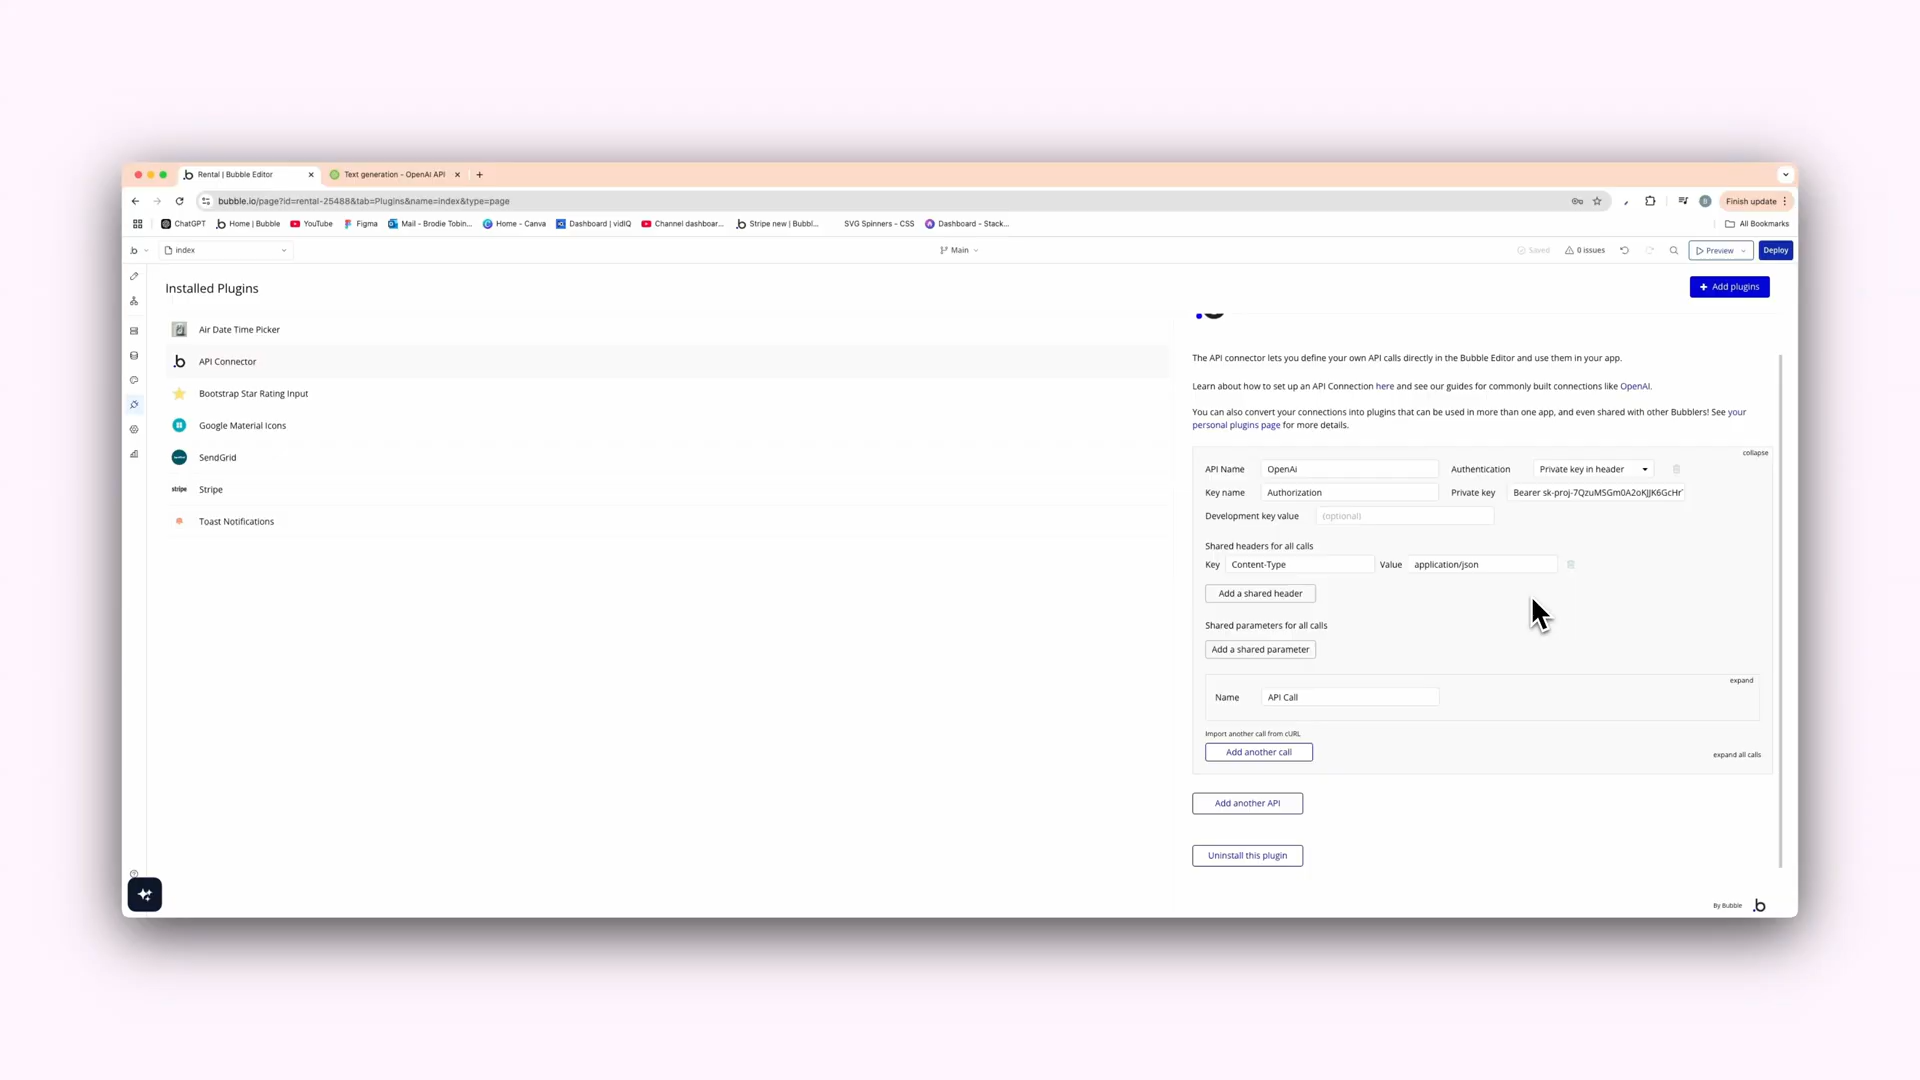 Rental | Bubble Editor
Text generation - OpenAI API
bubble.io/page?id=rental-25488&tab=Plugins&name=index&type=page
Finish update
ChatGPT
Home | Bubble
YouTube
Figma
Mail - Brodie Tobin...
Home - Canva
Dashboard | vidIQ
Channel dashboar...
Stripe new | Bubbl...
SVG Spinners – CSS
Dashboard - Stack...
All Bookmarks
index
Main
Saved
0 issues
Preview
Deploy
Installed Plugins
Add plugins
Air Date Time Picker
API Connector
Bootstrap Star Rating Input
Google Material Icons
SendGrid
stripe Stripe
Toast Notifications
The API connector lets you define your own API calls directly in the Bubble Editor and use them in your app.
Learn about how to set up an API Connection here and see our guides for commonly built connections like OpenAI.
You can also convert your connections into plugins that can be used in more than one app, and even shared with other Bubblers! See your
personal plugins page for more details.
collapse
API Name OpenAi Authentication Private key in header
Key name Authorization Private key Bearer
Development key value (optional)
Shared headers for all calls
Key Content-Type Value application/json
Add a shared header
Shared parameters for all calls
Add a shared parameter
expand
Name API Call
Import another call from cURL
Add another call
expand all calls
Add another API
Uninstall this plugin
By Bubble